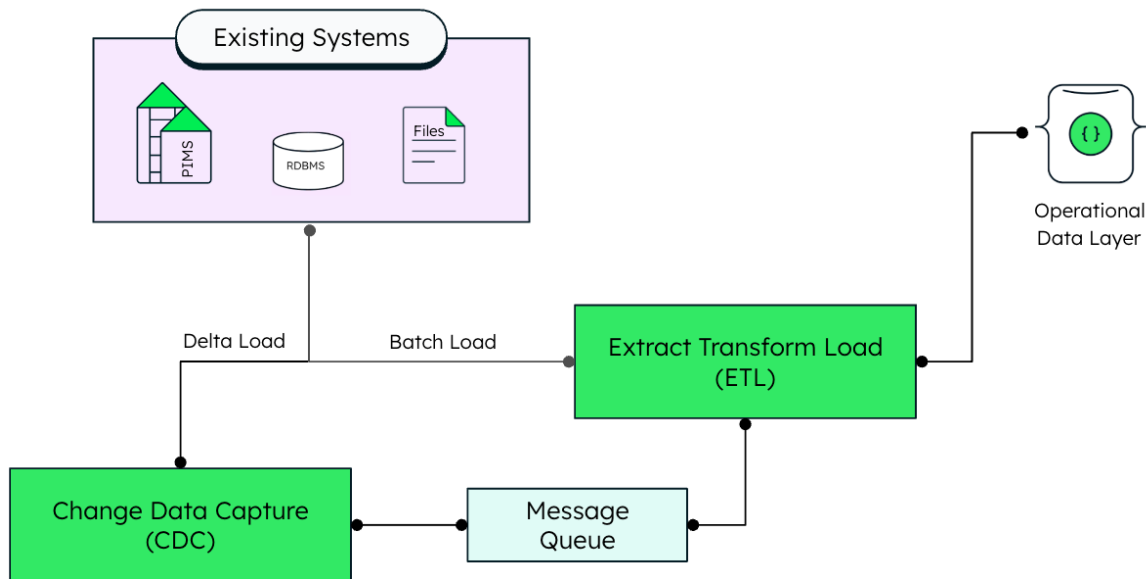 Existing Systems
PIMS
RDBMS
Files
{ }
Operational
Data Layer
Delta Load
Batch Load
Extract Transform Load
(ETL)
Change Data Capture
(CDC)
Message
Queue